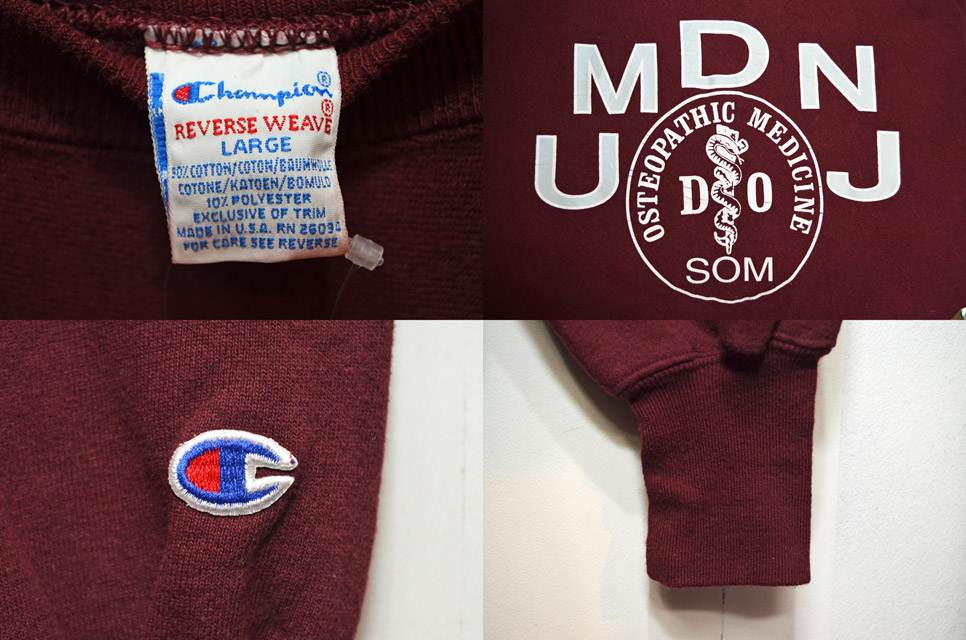 Champion®
®
REVERSE WEAVE
LARGE
90% COTTON/COTON/BAUMWOLLE
COTONE/KATOEN/BOMULD
10% POLYESTER
EXCLUSIVE OF TRIM
MADE IN U.S.A. RN 26094
FOR CARE SEE REVERSE
UMDNJ
OSTEOPATHIC MEDICINE
D O
SOM